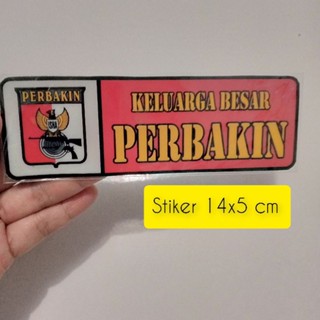 PERBAKIN
KELUARGA BESAR
PERBAKIN
Stiker 14x5 cm